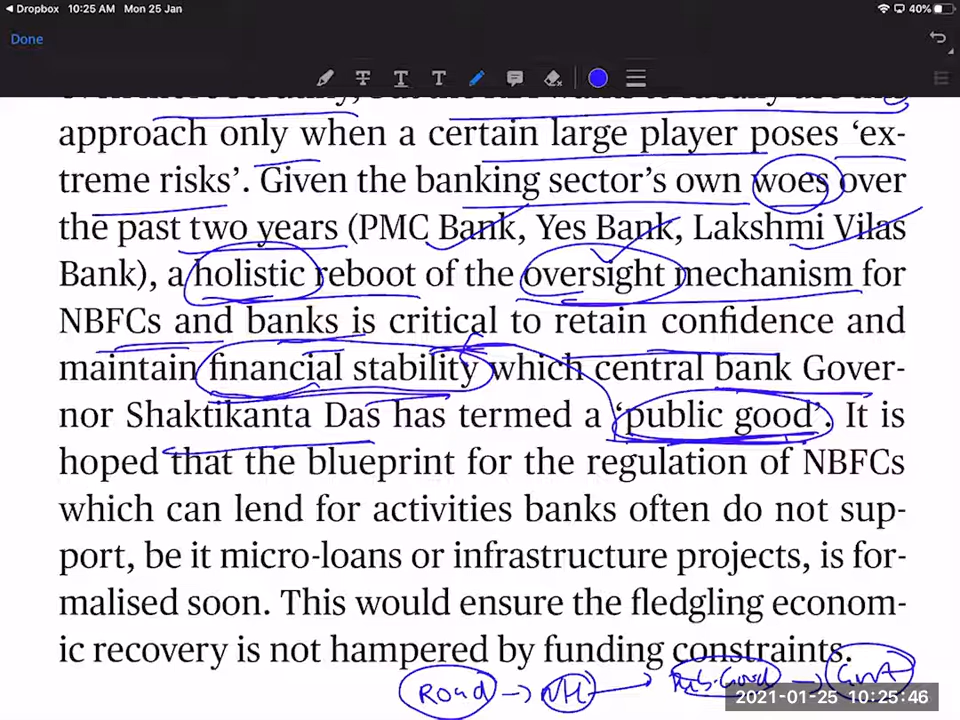 Dropbox 10:25 AM Mon 25 Jan 40%
Done
approach only when a certain large player poses ‘ex-
treme risks’. Given the banking sector’s own woes over
the past two years (PMC Bank, Yes Bank, Lakshmi Vilas
Bank), a holistic reboot of the oversight mechanism for
NBFCs and banks is critical to retain confidence and
maintain financial stability which central bank Gover-
nor Shaktikanta Das has termed a ‘public good’. It is
hoped that the blueprint for the regulation of NBFCs
which can lend for activities banks often do not sup-
port, be it micro-loans or infrastructure projects, is for-
malised soon. This would ensure the fledgling econom-
ic recovery is not hampered by funding constraints.
Road NH Good
2021-01-25 10:25:46